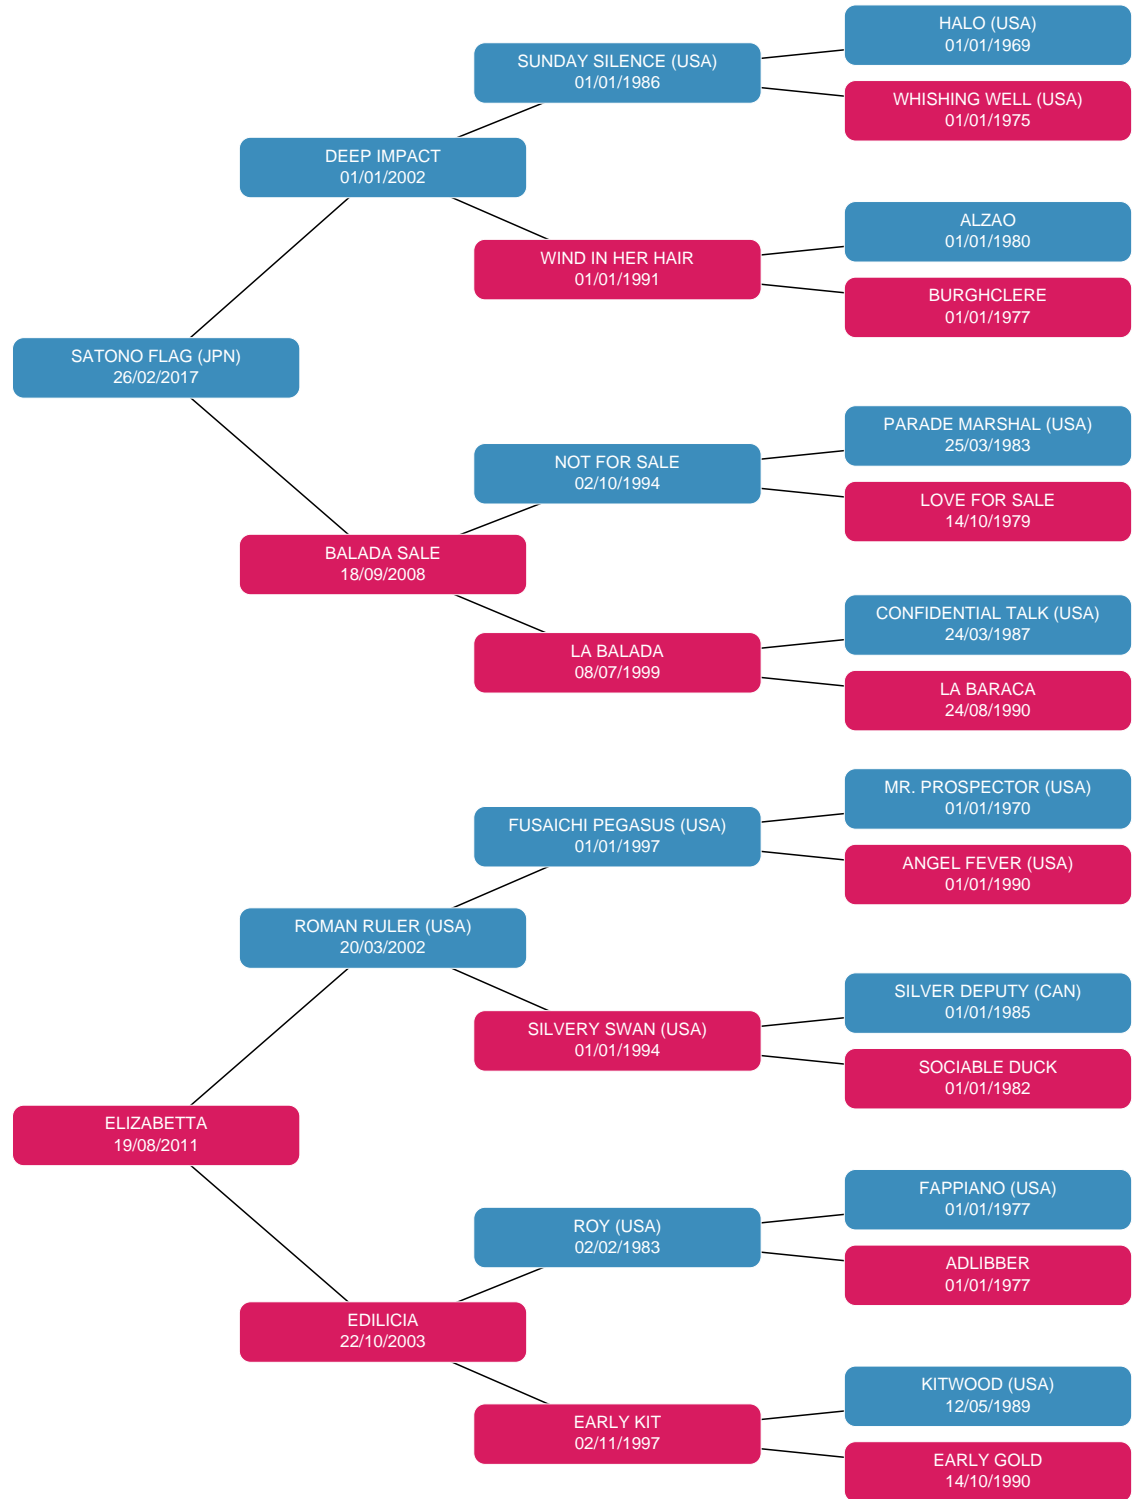 HALO (USA)
01/01/1969
SUNDAY SILENCE (USA)
01/01/1986
WHISHING WELL (USA)
01/01/1975
DEEP IMPACT
01/01/2002
ALZAO
01/01/1980
WIND IN HER HAIR
01/01/1991
BURGHCLERE
01/01/1977
SATONO FLAG (JPN)
26/02/2017
PARADE MARSHAL (USA)
25/03/1983
NOT FOR SALE
02/10/1994
LOVE FOR SALE
14/10/1979
BALADA SALE
18/09/2008
CONFIDENTIAL TALK (USA)
24/03/1987
LA BALADA
08/07/1999
LA BARACA
24/08/1990
MR. PROSPECTOR (USA)
01/01/1970
FUSAICHI PEGASUS (USA)
01/01/1997
ANGEL FEVER (USA)
01/01/1990
ROMAN RULER (USA)
20/03/2002
SILVER DEPUTY (CAN)
01/01/1985
SILVERY SWAN (USA)
01/01/1994
SOCIABLE DUCK
01/01/1982
ELIZABETTA
19/08/2011
FAPPIANO (USA)
01/01/1977
ROY (USA)
02/02/1983
ADLIBBER
01/01/1977
EDILICIA
22/10/2003
KITWOOD (USA)
12/05/1989
EARLY KIT
02/11/1997
EARLY GOLD
14/10/1990